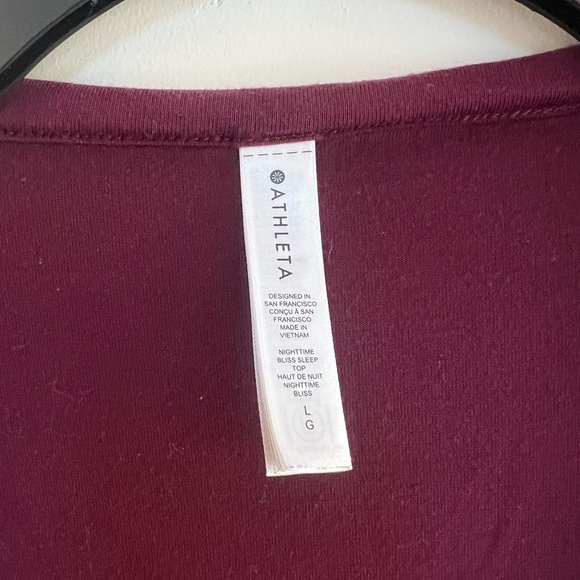 ATHLETA
DESIGNED IN
SAN FRANCISCO
CONÇU À SAN
FRANCISCO
MADE IN
VIETNAM
NIGHTTIME
BLISS SLEEP
TOP
HAUT DE NUIT
NIGHTTIME
BLISS
L
G